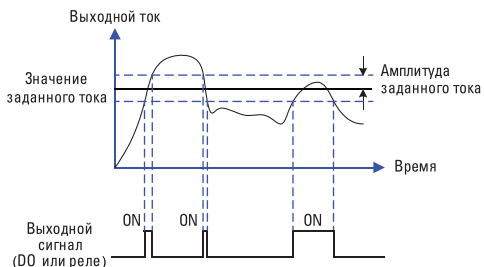 Выходной ток
Значение
заданного тока
Амплитуда
заданного тока
Время
ON
ON
ON
Выходной
сигнал
(DO или реле)